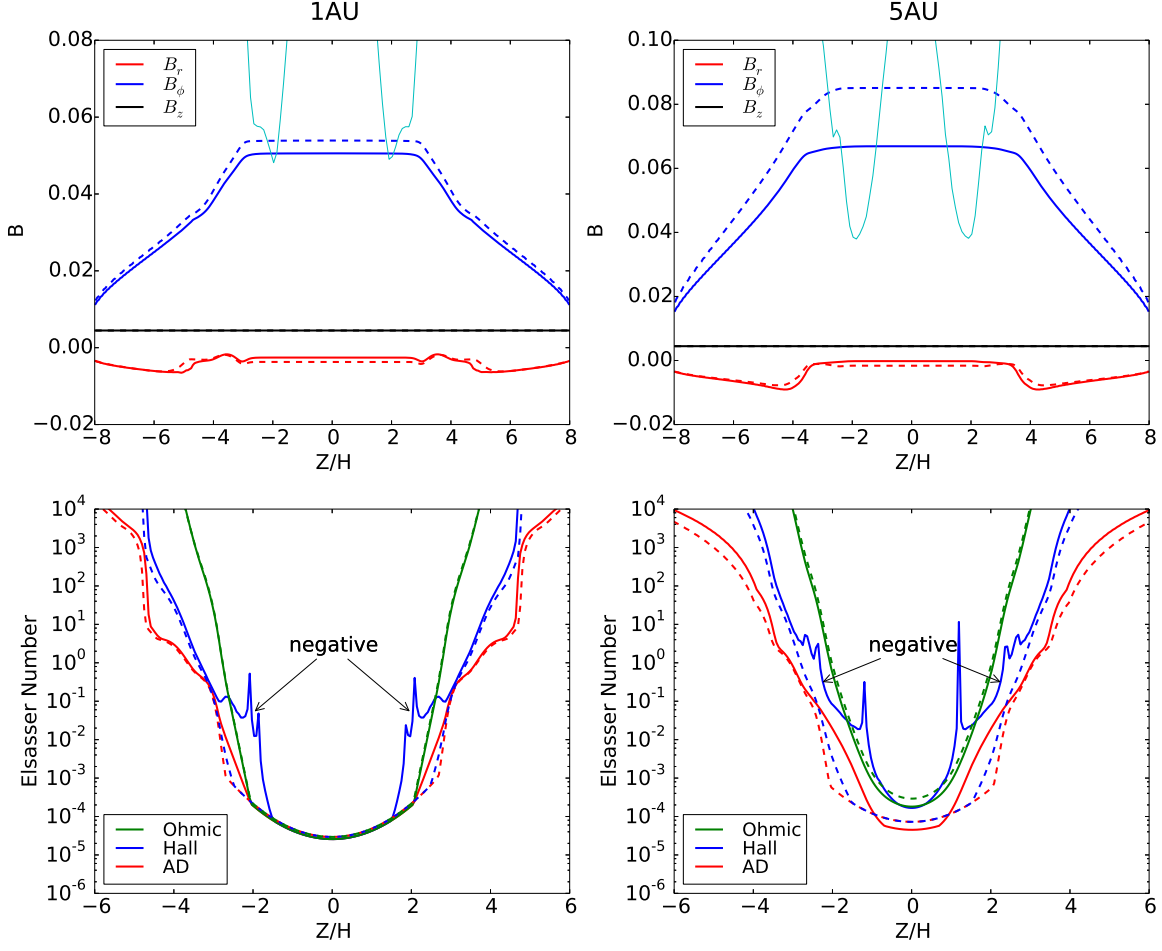 1AU
5AU
B_r
B_ϕ
B_z
0.08
0.06
0.04
0.02
0.00
−0.02
B
−8 −6 −4 −2 0 2 4 6 8
Z/H
B_r
B_ϕ
B_z
0.10
0.08
0.06
0.04
0.02
0.00
−0.02
B
−8 −6 −4 −2 0 2 4 6 8
Z/H
10^4
10^3
10^2
10^1
10^0
10^-1
10^-2
10^-3
10^-4
10^-5
10^-6
Elsasser Number
negative
Ohmic
Hall
AD
−6 −4 −2 0 2 4 6
Z/H
10^4
10^3
10^2
10^1
10^0
10^-1
10^-2
10^-3
10^-4
10^-5
10^-6
Elsasser Number
negative
Ohmic
Hall
AD
−6 −4 −2 0 2 4 6
Z/H